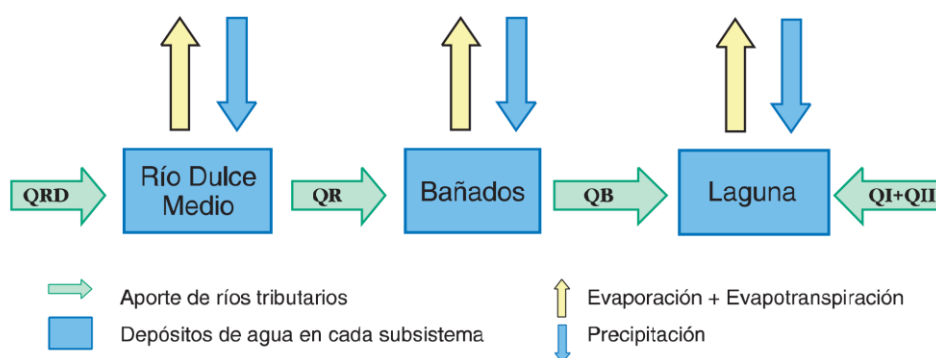 QRD
Río Dulce
Medio
QR
Bañados
QB
Laguna
QI+QII
Aporte de ríos tributarios
Depósitos de agua en cada subsistema
Evaporación + Evapotranspiración
Precipitación